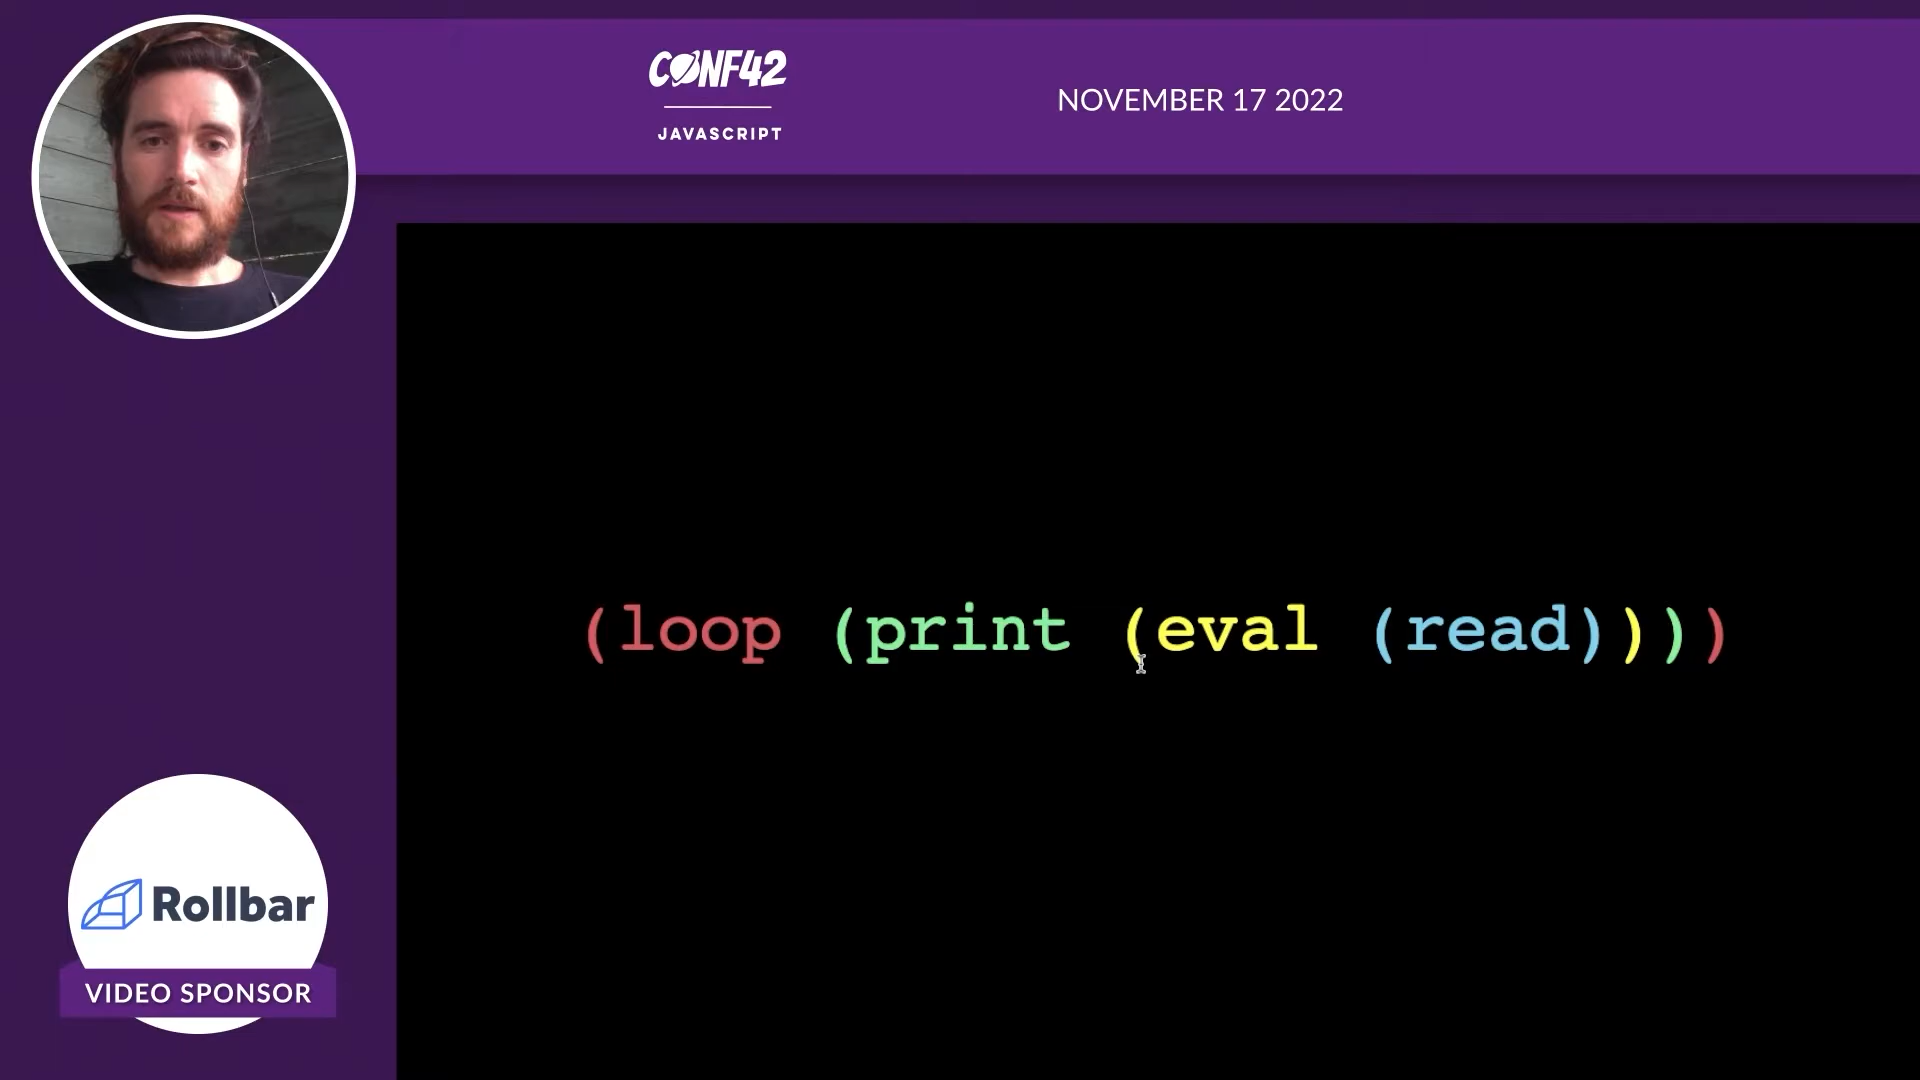 CONF42
JAVASCRIPT
NOVEMBER 17 2022
(loop (print (eval (read))))
Rollbar
VIDEO SPONSOR